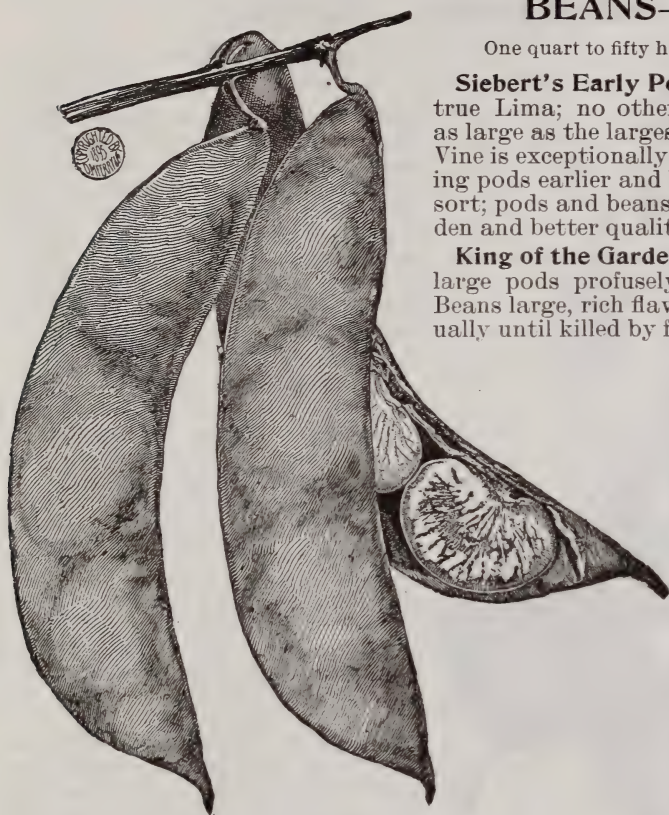 BEANS—
One quart to fifty h
Siebert's Early Po
true Lima; no othe
as large as the larges
Vine is exceptionally
ing pods earlier and
sort; pods and beans
den and better qualit
King of the Garde
large pods profusely
Beans large, rich flav
ually until killed by f
1895